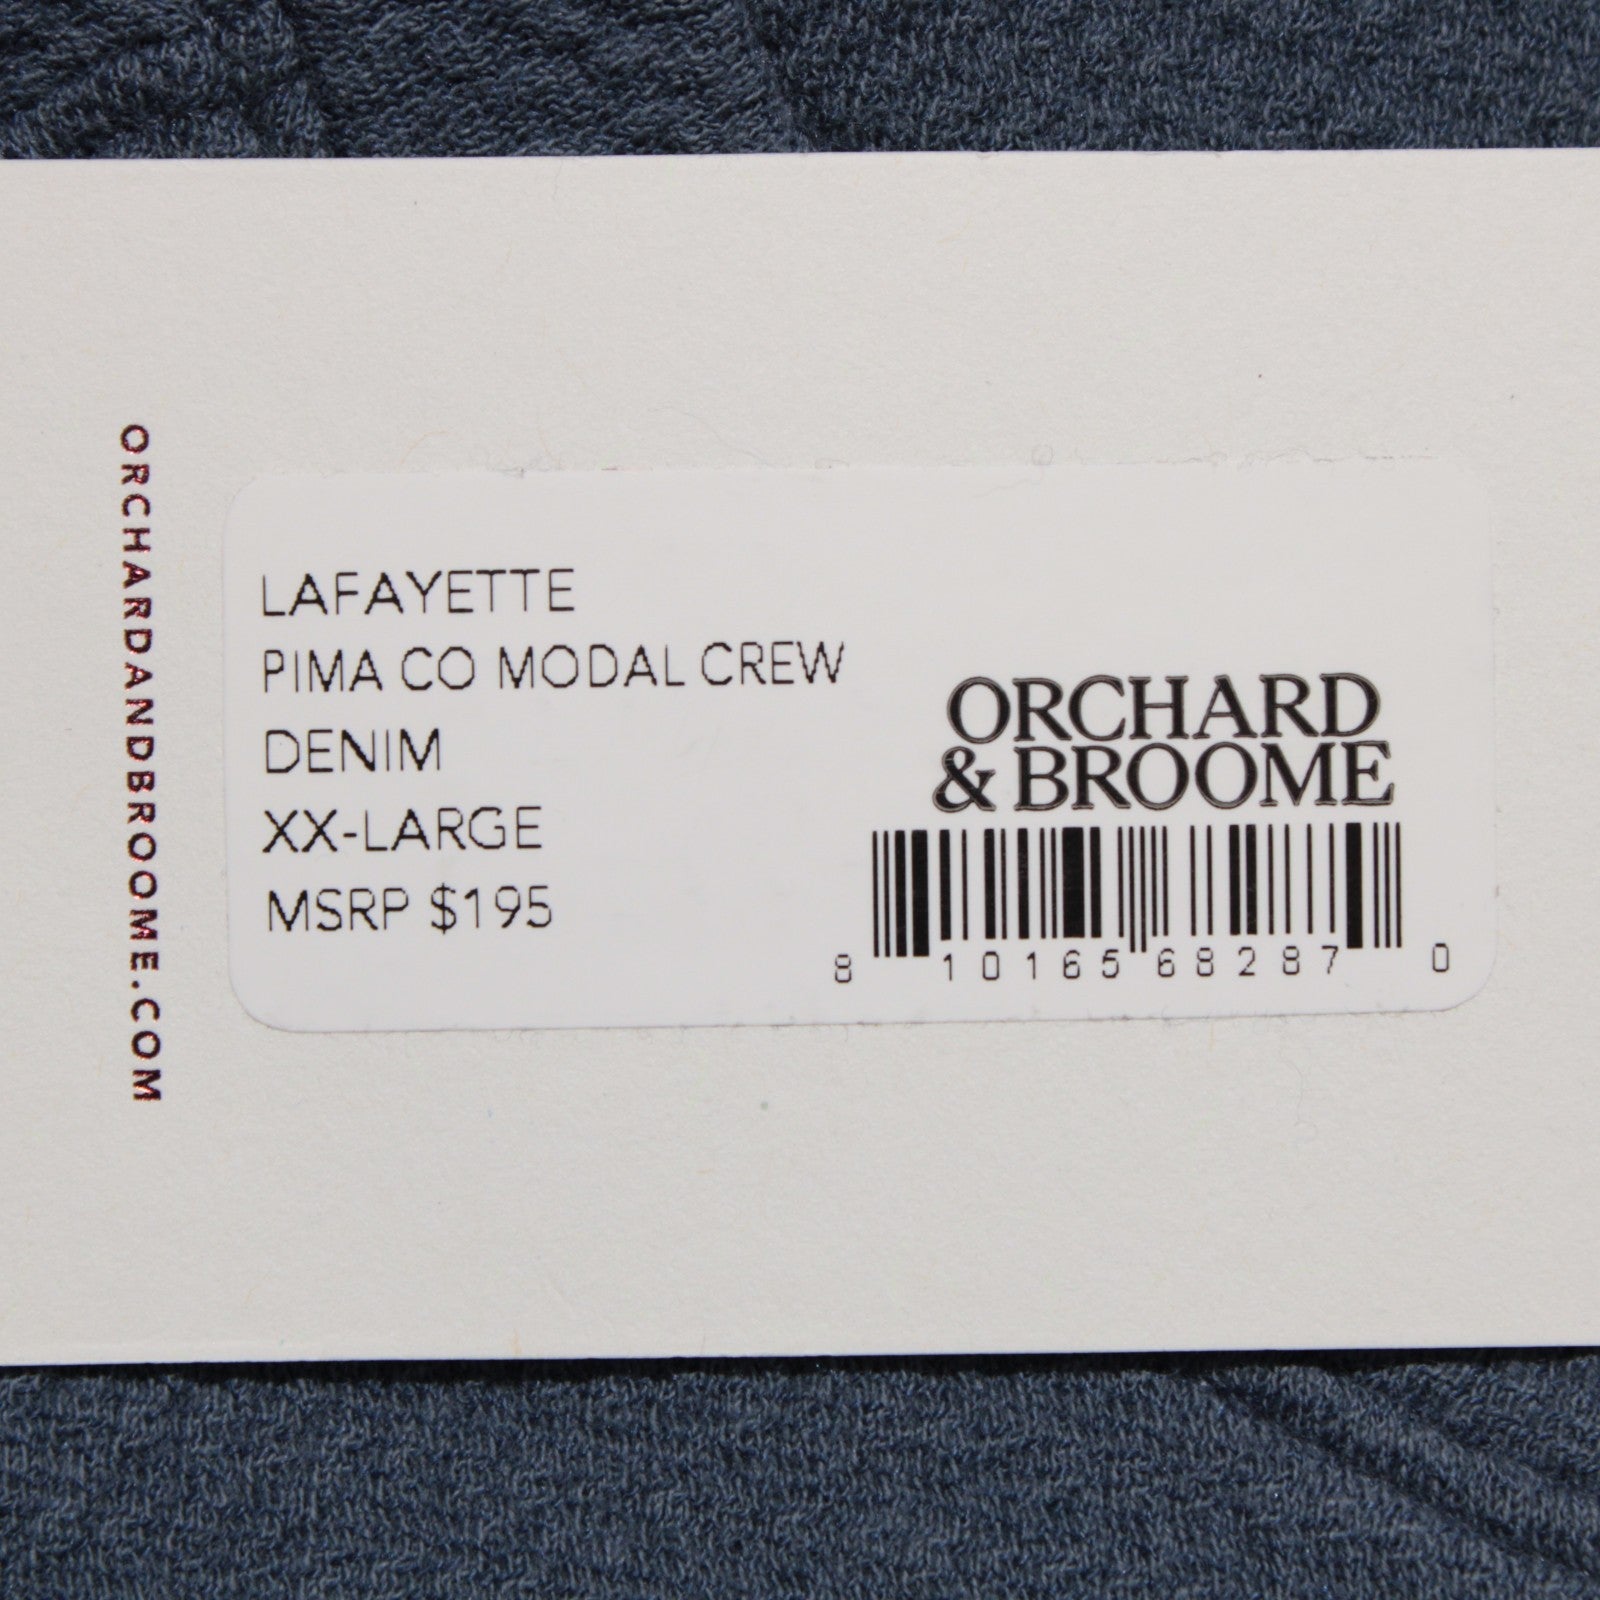 ORCHARDANDBROOME.COM
LAFAYETTE
PIMA CO MODAL CREW
DENIM
XX-LARGE
MSRP $195
ORCHARD
& BROOME
8 10165 68287 0